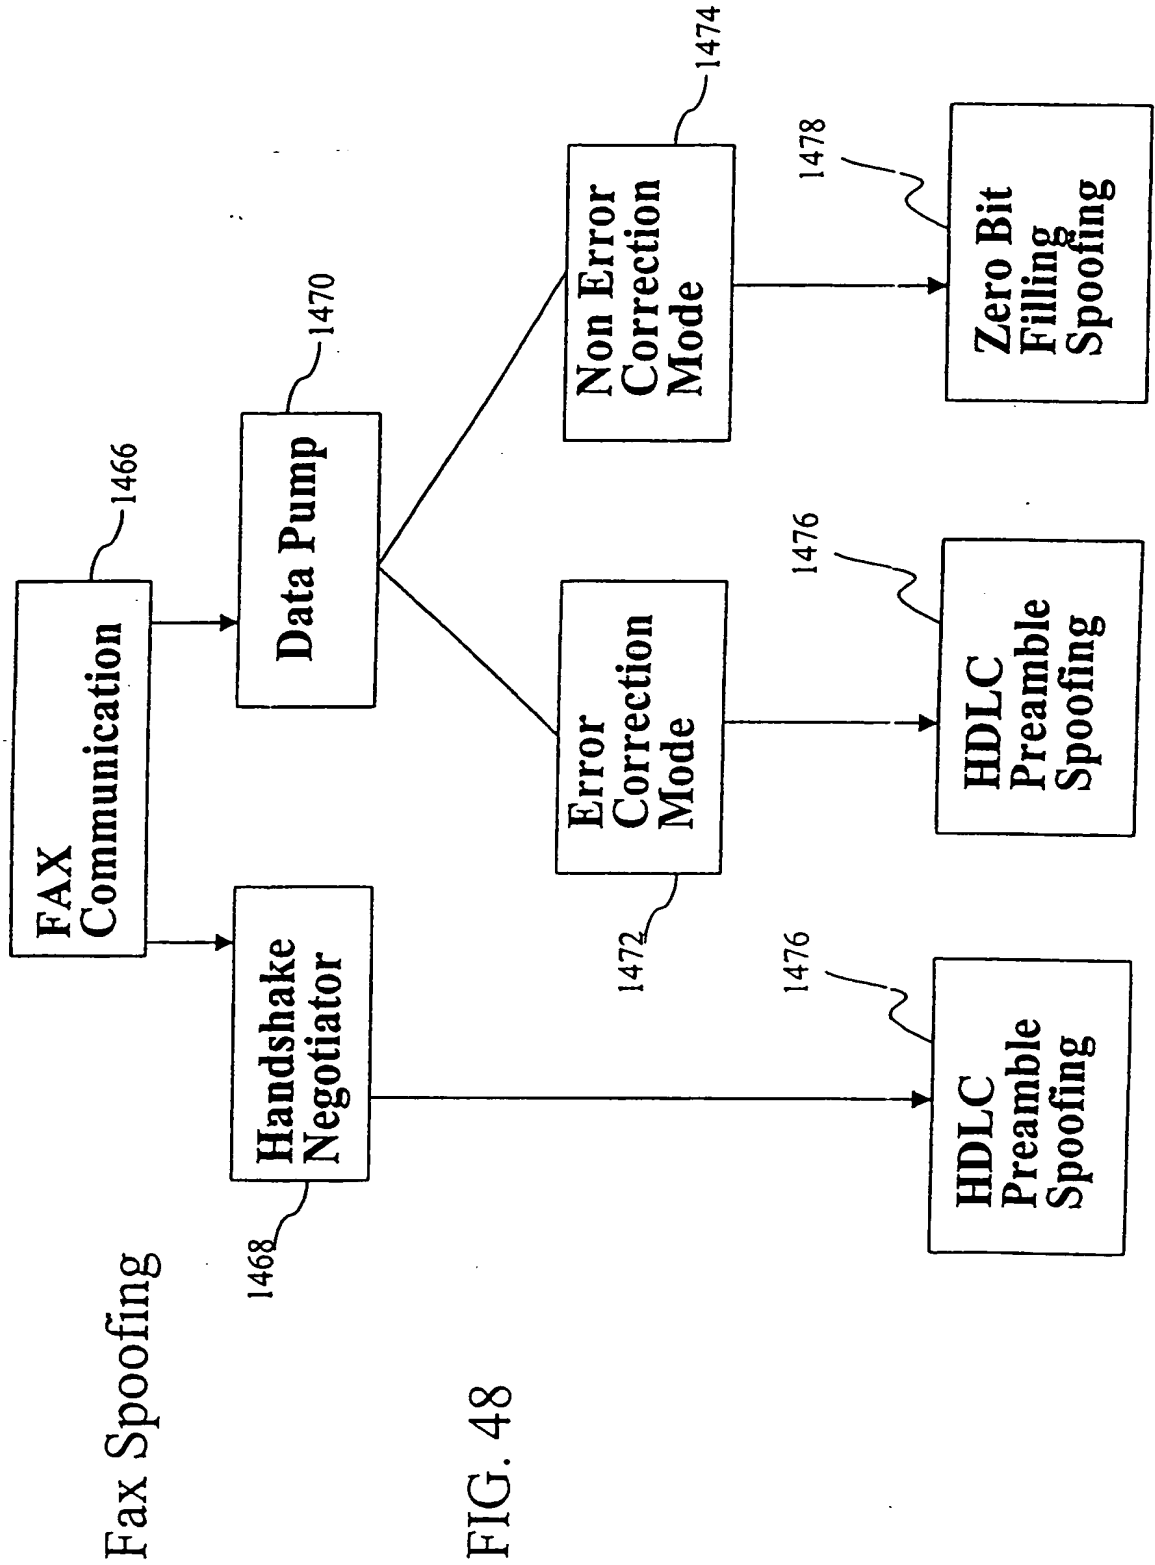 Fax Spoofing
FAX
Communication
1466
Handshake
Negotiator
1468
Data Pump
1470
Error
Correction
Mode
1472
Non Error
Correction
Mode
1474
HDLC
Preamble
Spoofing
1476
HDLC
Preamble
Spoofing
1476
Zero Bit
Filling
Spoofing
1478
FIG. 48